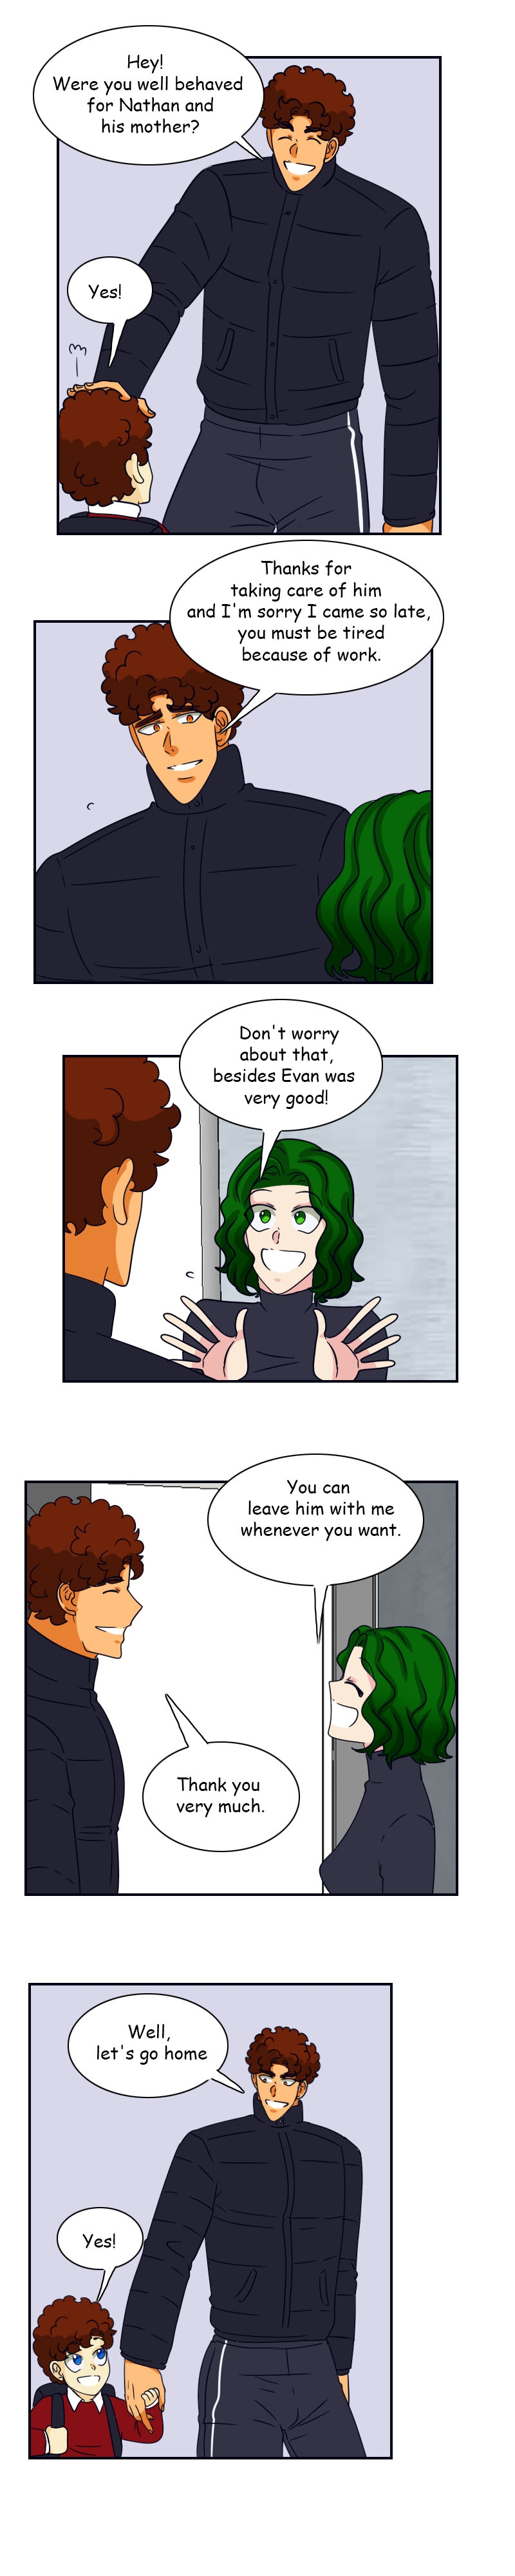 Hey!
Were you well behaved
for Nathan and
his mother?
Yes!
Thanks for
taking care of him
and I'm sorry I came so late,
you must be tired
because of work.
Don't worry
about that,
besides Evan was
very good!
You can
leave him with me
whenever you want.
Thank you
very much.
Well,
let's go home
Yes!